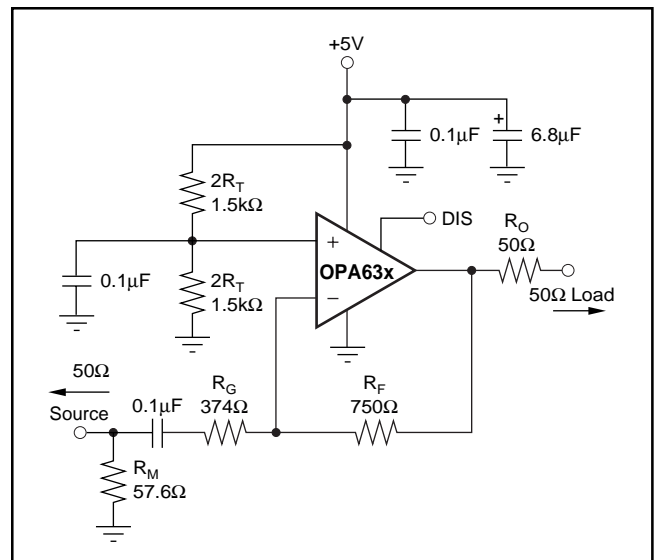 +5V
+
0.1µF
6.8µF
2R_T
1.5kΩ
+
DIS
R_O
50Ω
OPA63x
0.1µF
2R_T
1.5kΩ
−
50Ω Load
50Ω
Source
0.1µF
R_G
374Ω
R_F
750Ω
R_M
57.6Ω